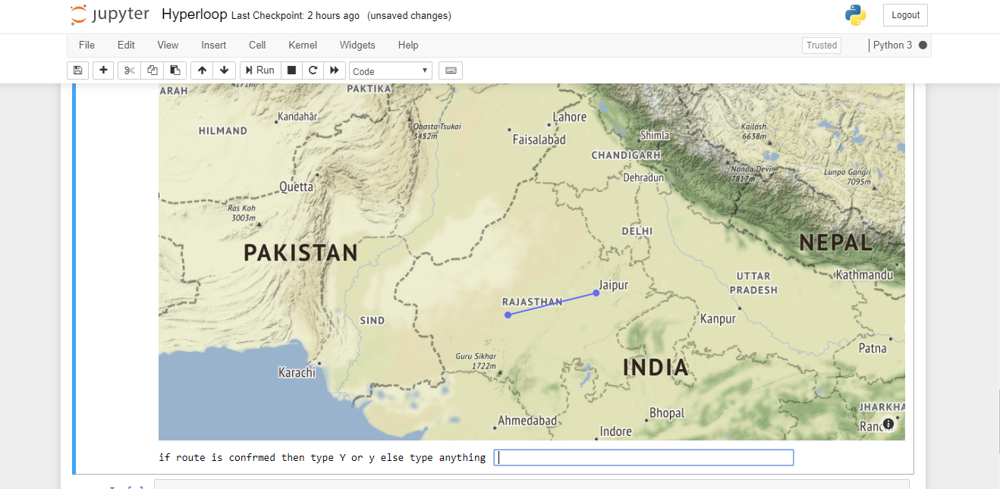 jupyter Hyperloop Last Checkpoint: 2 hours ago (unsaved changes)
Logout
File Edit View Insert Cell Kernel Widgets Help
Trusted
Python 3
Run
Code
4171m
ARAH
PAKTIKA
Kandahār
HILMAND
Obasta Tsukai
3452m
Lahore
Faisalabad
Shimla
Kailash
6638m
CHANDIGARH
Nanda Devi
7817m
Lunpo Gangri
7095m
Dehradun
Quetta
Ras Koh
3003m
DELHI
PAKISTAN
NEPAL
Kathmandu
UTTAR
PRADESH
Jaipur
RAJASTHAN
SIND
Kanpur
Patna
Guru Sikhar
1722m
INDIA
Karachi
JHARKHA
Ahmedabad
Bhopal
Indore
if route is confrmed then type Y or y else type anything